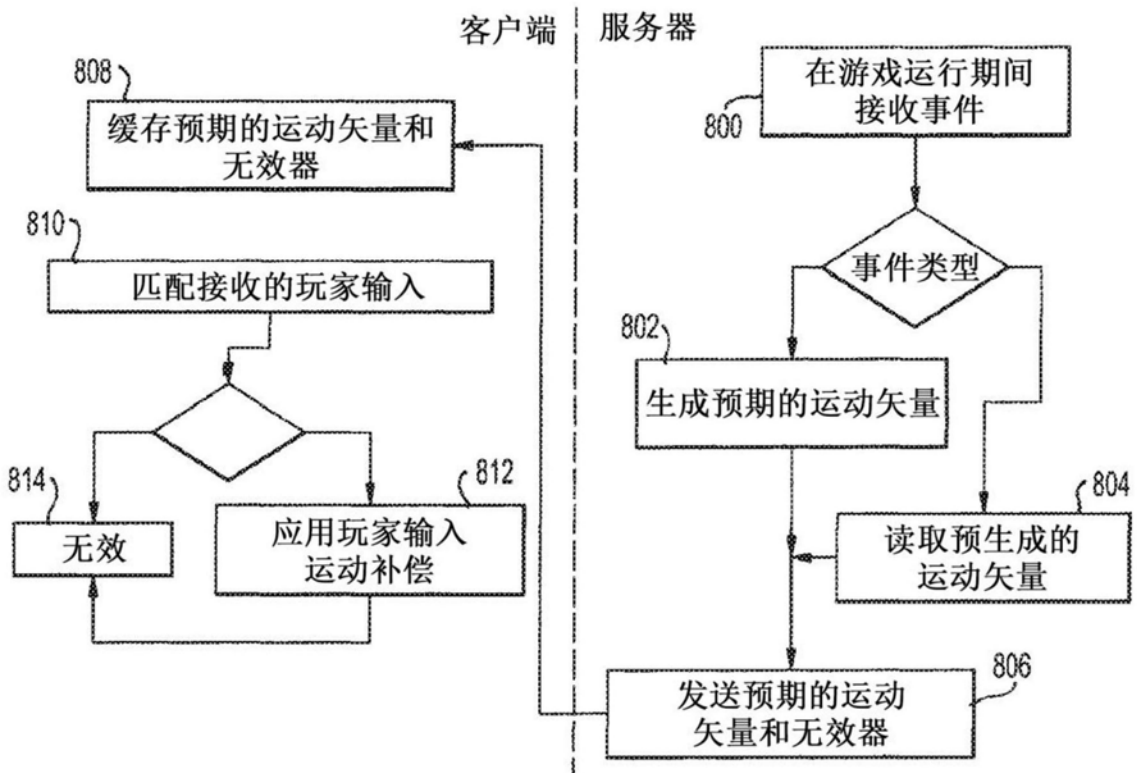 客户端
服务器
808
缓存预期的运动矢量和
无效器
810
匹配接收的玩家输入
814
无效
812
应用玩家输入
运动补偿
在游戏运行期间
接收事件
800
事件类型
802
生成预期的运动矢量
804
读取预生成的
运动矢量
发送预期的运动
矢量和无效器
806